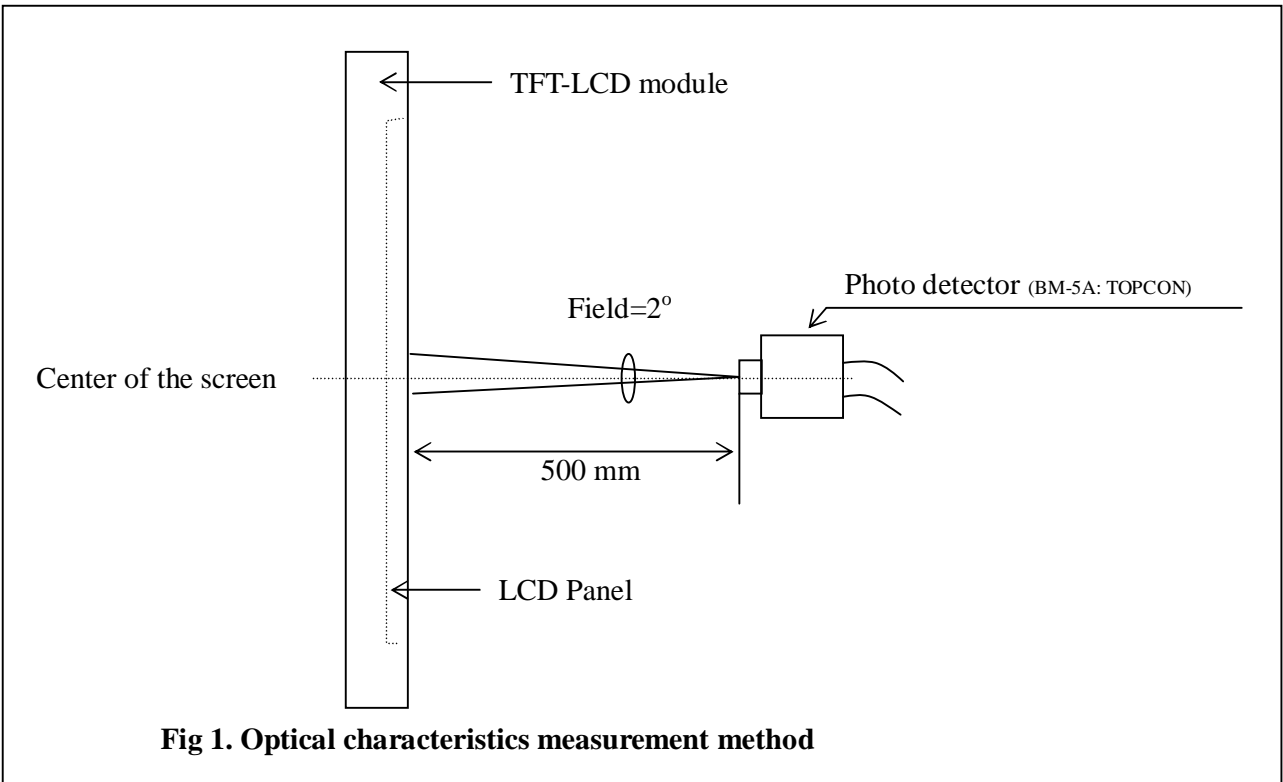 TFT-LCD module
Photo detector (BM-5A: TOPCON)
Field=2°
Center of the screen
500 mm
LCD Panel
Fig 1. Optical characteristics measurement method